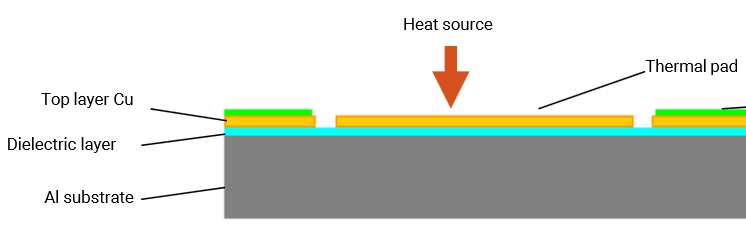 Heat source
Thermal pad
Top layer Cu
Dielectric layer
Al substrate